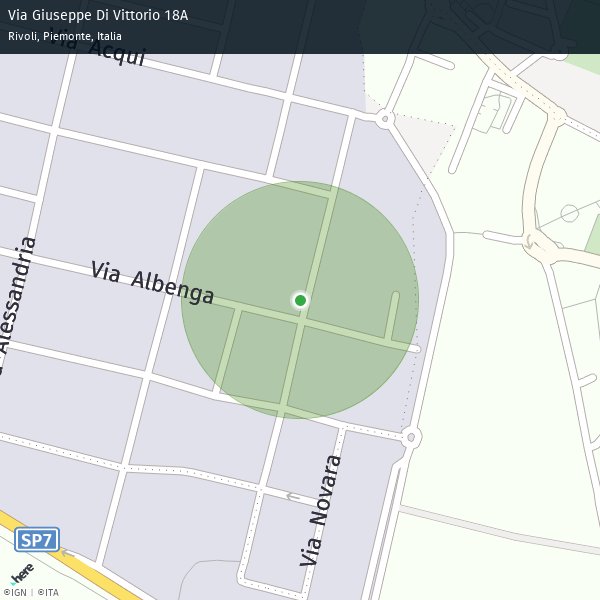 Via Giuseppe Di Vittorio 18A
Rivoli, Piemonte, Italia
Via Acqui
Via Albenga
Alessandria
Via Novara
SP7
here
©IGN | ©ITA